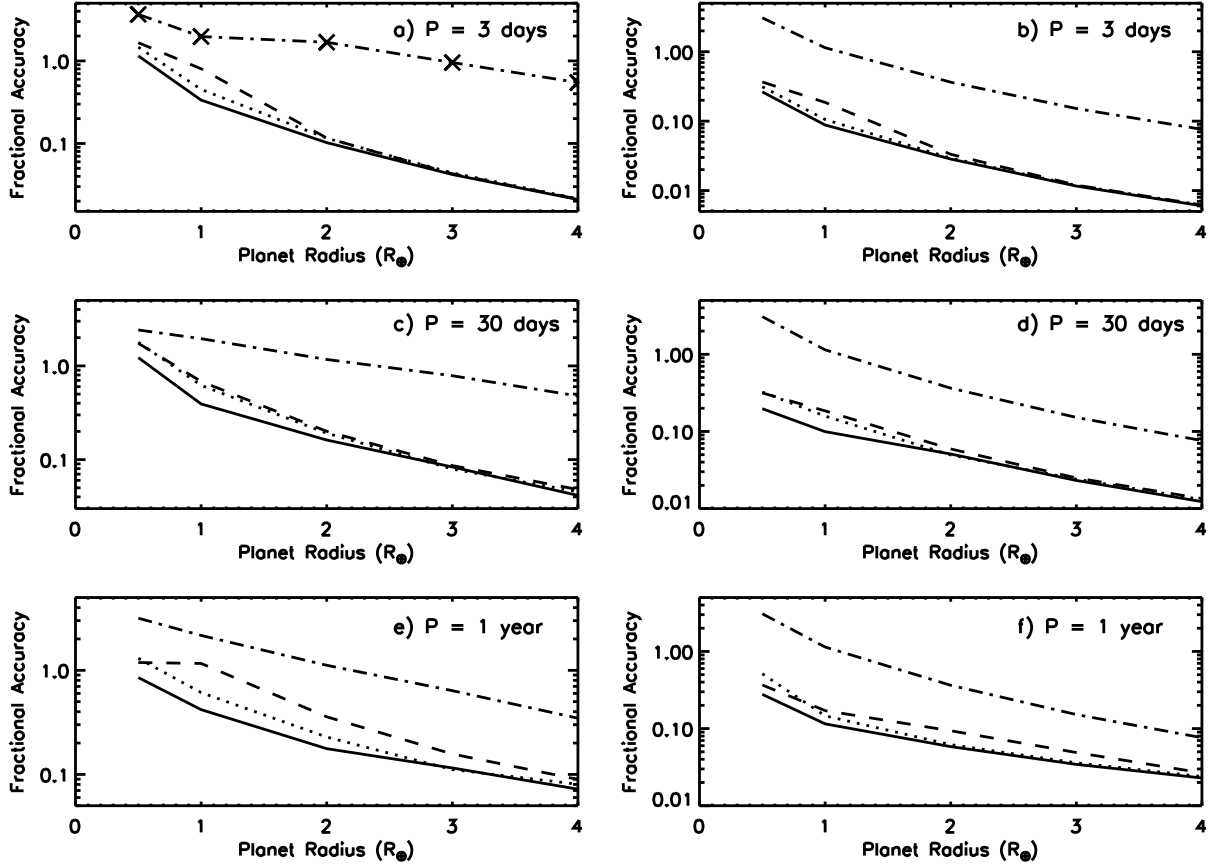 a) P = 3 days
Fractional Accuracy
1.0
0.1
0 1 2 3 4
Planet Radius (R⊕)
b) P = 3 days
Fractional Accuracy
1.00
0.10
0.01
0 1 2 3 4
Planet Radius (R⊕)
c) P = 30 days
Fractional Accuracy
1.0
0.1
0 1 2 3 4
Planet Radius (R⊕)
d) P = 30 days
Fractional Accuracy
1.00
0.10
0.01
0 1 2 3 4
Planet Radius (R⊕)
e) P = 1 year
Fractional Accuracy
1.0
0.1
0 1 2 3 4
Planet Radius (R⊕)
f) P = 1 year
Fractional Accuracy
1.00
0.10
0.01
0 1 2 3 4
Planet Radius (R⊕)